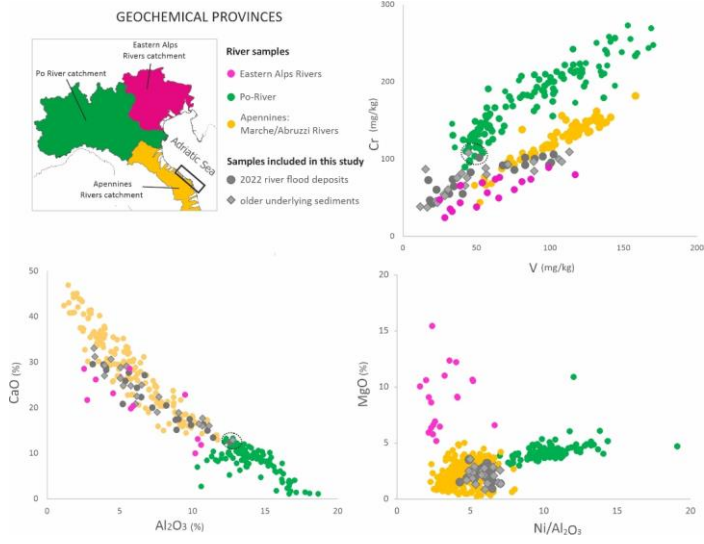 GEOCHEMICAL PROVINCES
Eastern Alps
Rivers catchment
Po River catchment
Adriatic Sea
Apennines
Rivers catchment
River samples
Eastern Alps Rivers
Po-River
Apennines:
Marche/Abruzzi Rivers
Samples included in this study
2022 river flood deposits
older underlying sediments
Cr (mg/kg)
300
200
100
0
0 50 100 150 200
V (mg/kg)
CaO (%)
50
40
30
20
10
0
0 5 10 15 20
Al₂O₃ (%)
MgO (%)
20
15
10
5
0
0 5 10 15 20
Ni/Al₂O₃